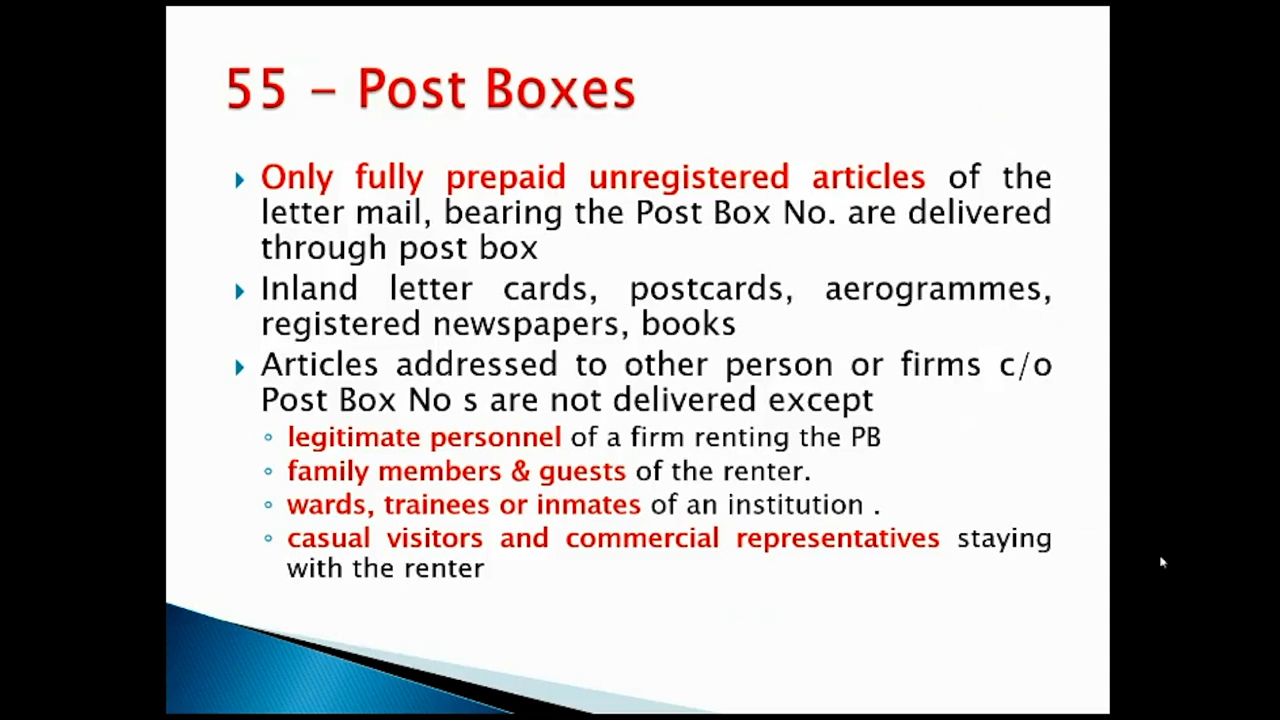 55 – Post Boxes
Only fully prepaid unregistered articles of the
letter mail, bearing the Post Box No. are delivered
through post box
Inland letter cards, postcards, aerogrammes,
registered newspapers, books
Articles addressed to other person or firms c/o
Post Box No s are not delivered except
legitimate personnel of a firm renting the PB
family members & guests of the renter.
wards, trainees or inmates of an institution .
casual visitors and commercial representatives staying
with the renter